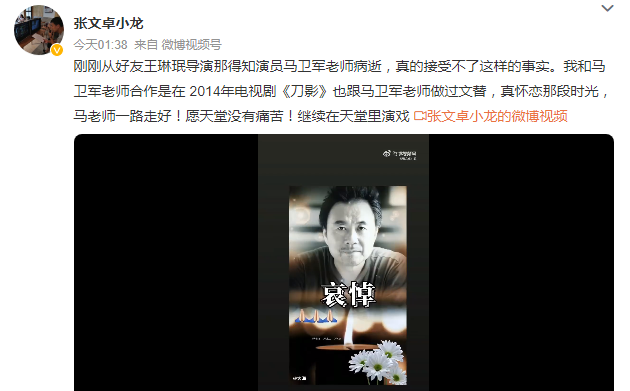 张文卓小龙
今天01:38 来自 微博视频号
刚刚从好友王琳珉导演那得知演员马卫军老师病逝，真的接受不了这样的事实。我和马
卫军老师合作是在 2014年电视剧《刀影》也跟马卫军老师做过文替，真怀恋那段时光，
马老师一路走好！愿天堂没有痛苦！继续在天堂里演戏 张文卓小龙的微博视频
哀悼